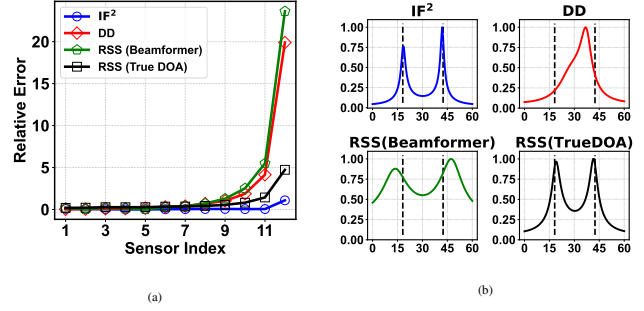 IF²
DD
RSS (Beamformer)
RSS (True DOA)
Relative Error
20
15
10
5
0
1 3 5 7 9 11
Sensor Index
(a)
IF² DD
1.00 1.00
0.75 0.75
0.50 0.50
0.25 0.25
0.00 0.00
0 15 30 45 60 0 15 30 45 60
RSS(Beamformer) RSS(TrueDOA)
1.00 1.00
0.75 0.75
0.50 0.50
0.25 0.25
0.00 0.00
0 15 30 45 60 0 15 30 45 60
(b)